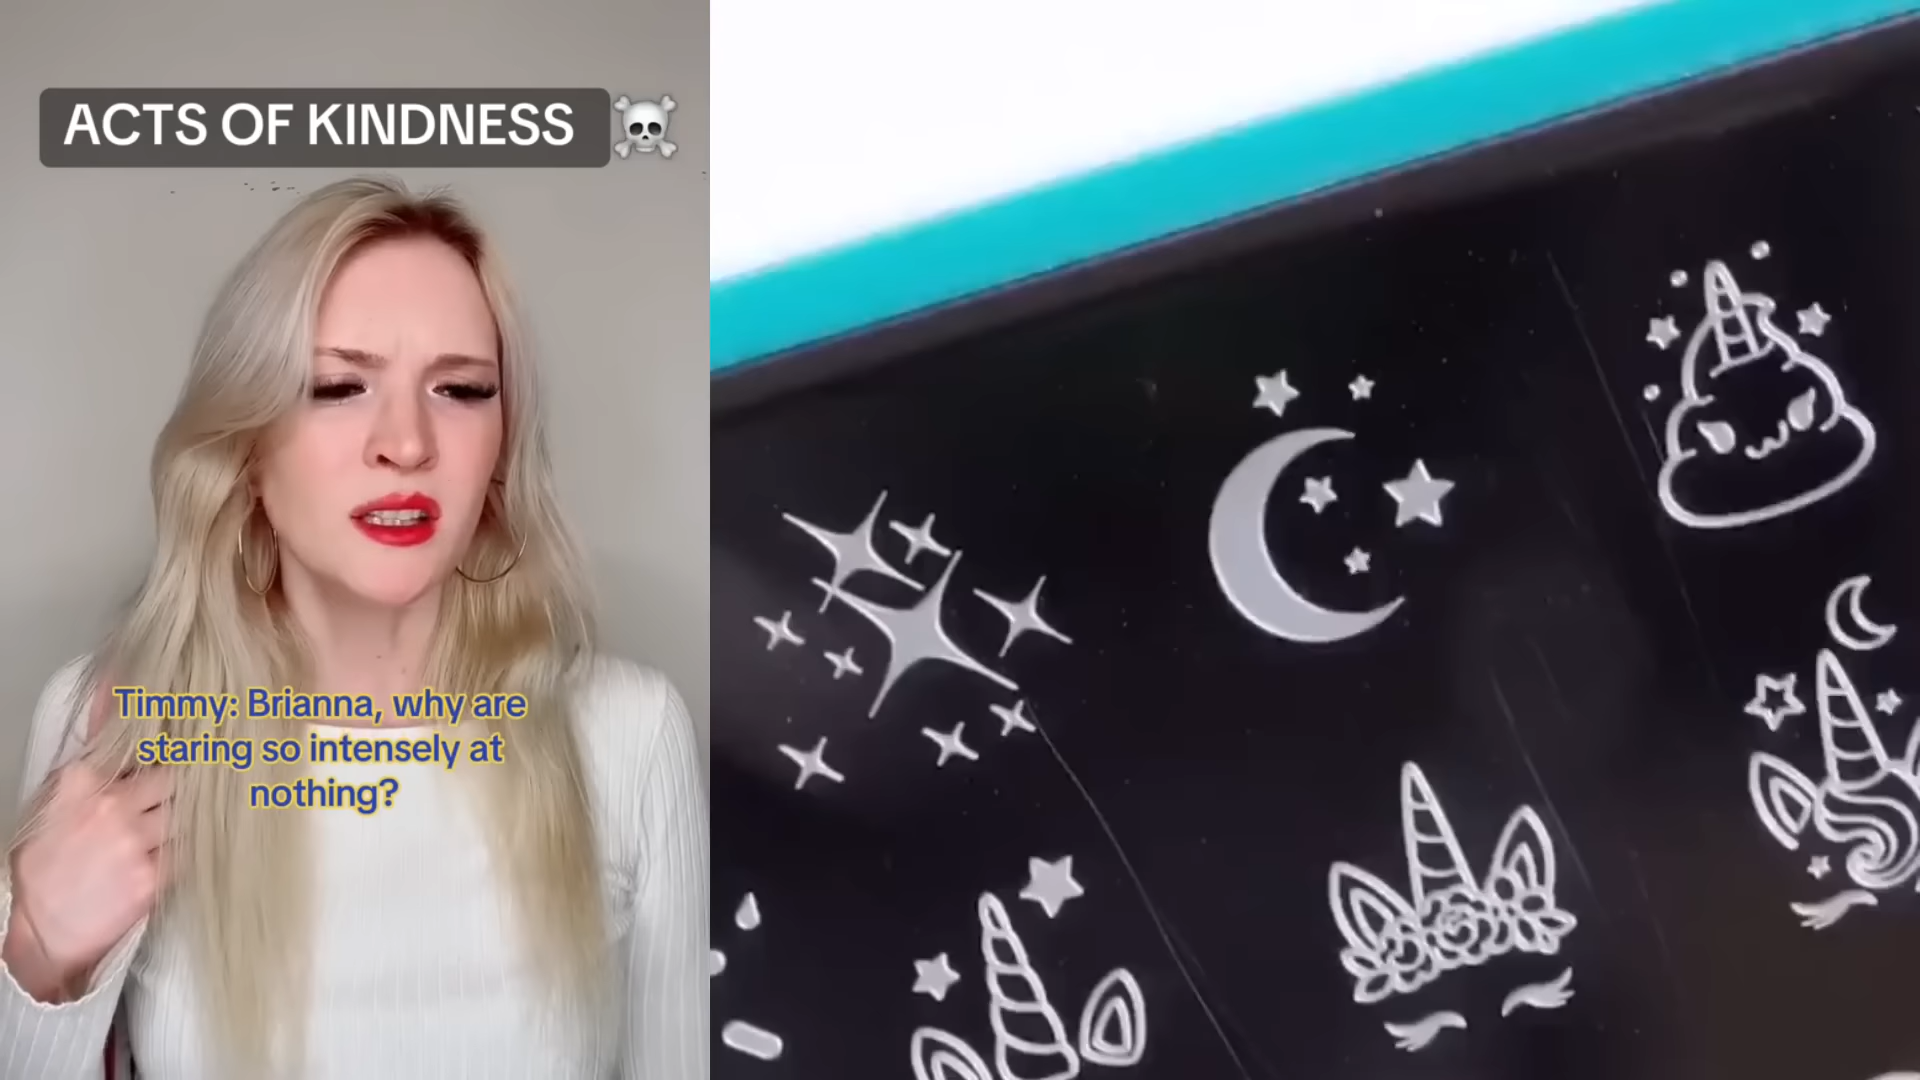 ACTS OF KINDNESS ☠️
Timmy: Brianna, why are
staring so intensely at
nothing?